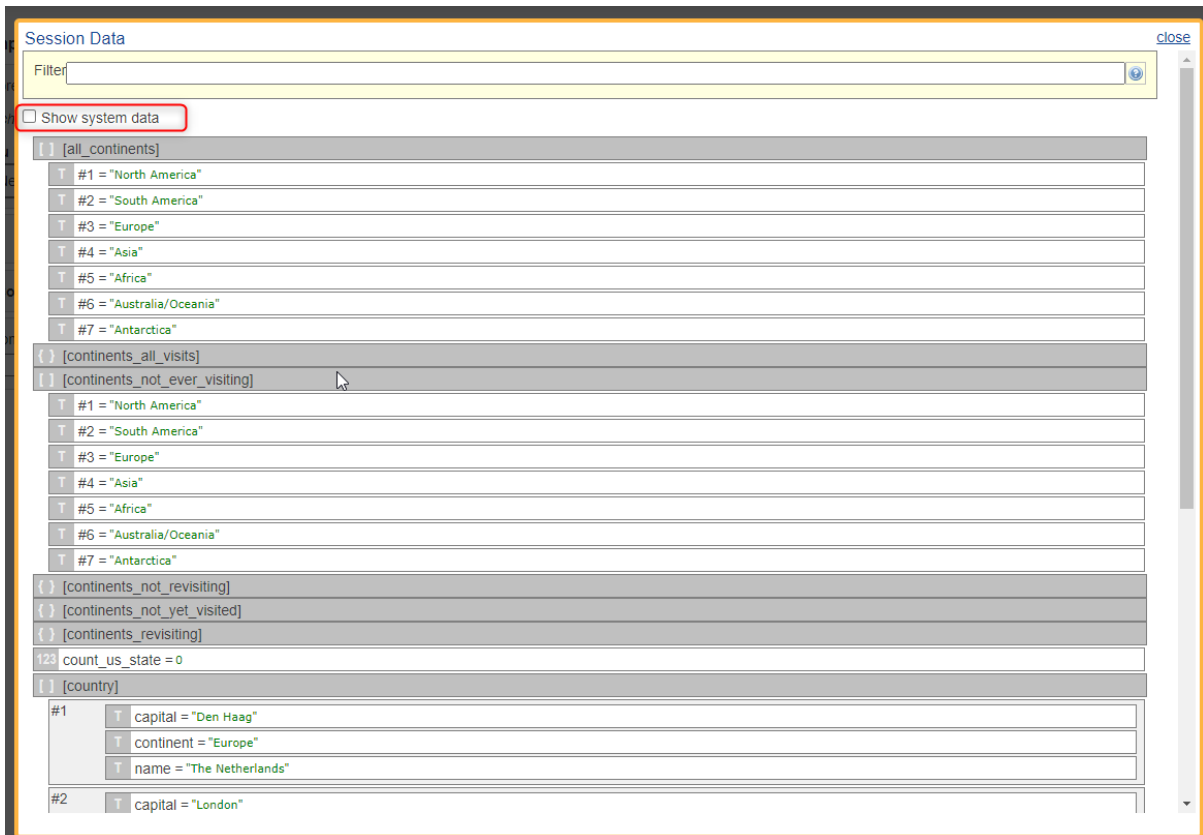 Session Data close
Filter
Show system data
[ ] [all_continents]
T #1 = "North America"
T #2 = "South America"
T #3 = "Europe"
T #4 = "Asia"
T #5 = "Africa"
T #6 = "Australia/Oceania"
T #7 = "Antarctica"
{ } [continents_all_visits]
[ ] [continents_not_ever_visiting]
T #1 = "North America"
T #2 = "South America"
T #3 = "Europe"
T #4 = "Asia"
T #5 = "Africa"
T #6 = "Australia/Oceania"
T #7 = "Antarctica"
{ } [continents_not_revisiting]
{ } [continents_not_yet_visited]
{ } [continents_revisiting]
123 count_us_state = 0
[ ] [country]
#1
T capital = "Den Haag"
T continent = "Europe"
T name = "The Netherlands"
#2
T capital = "London"